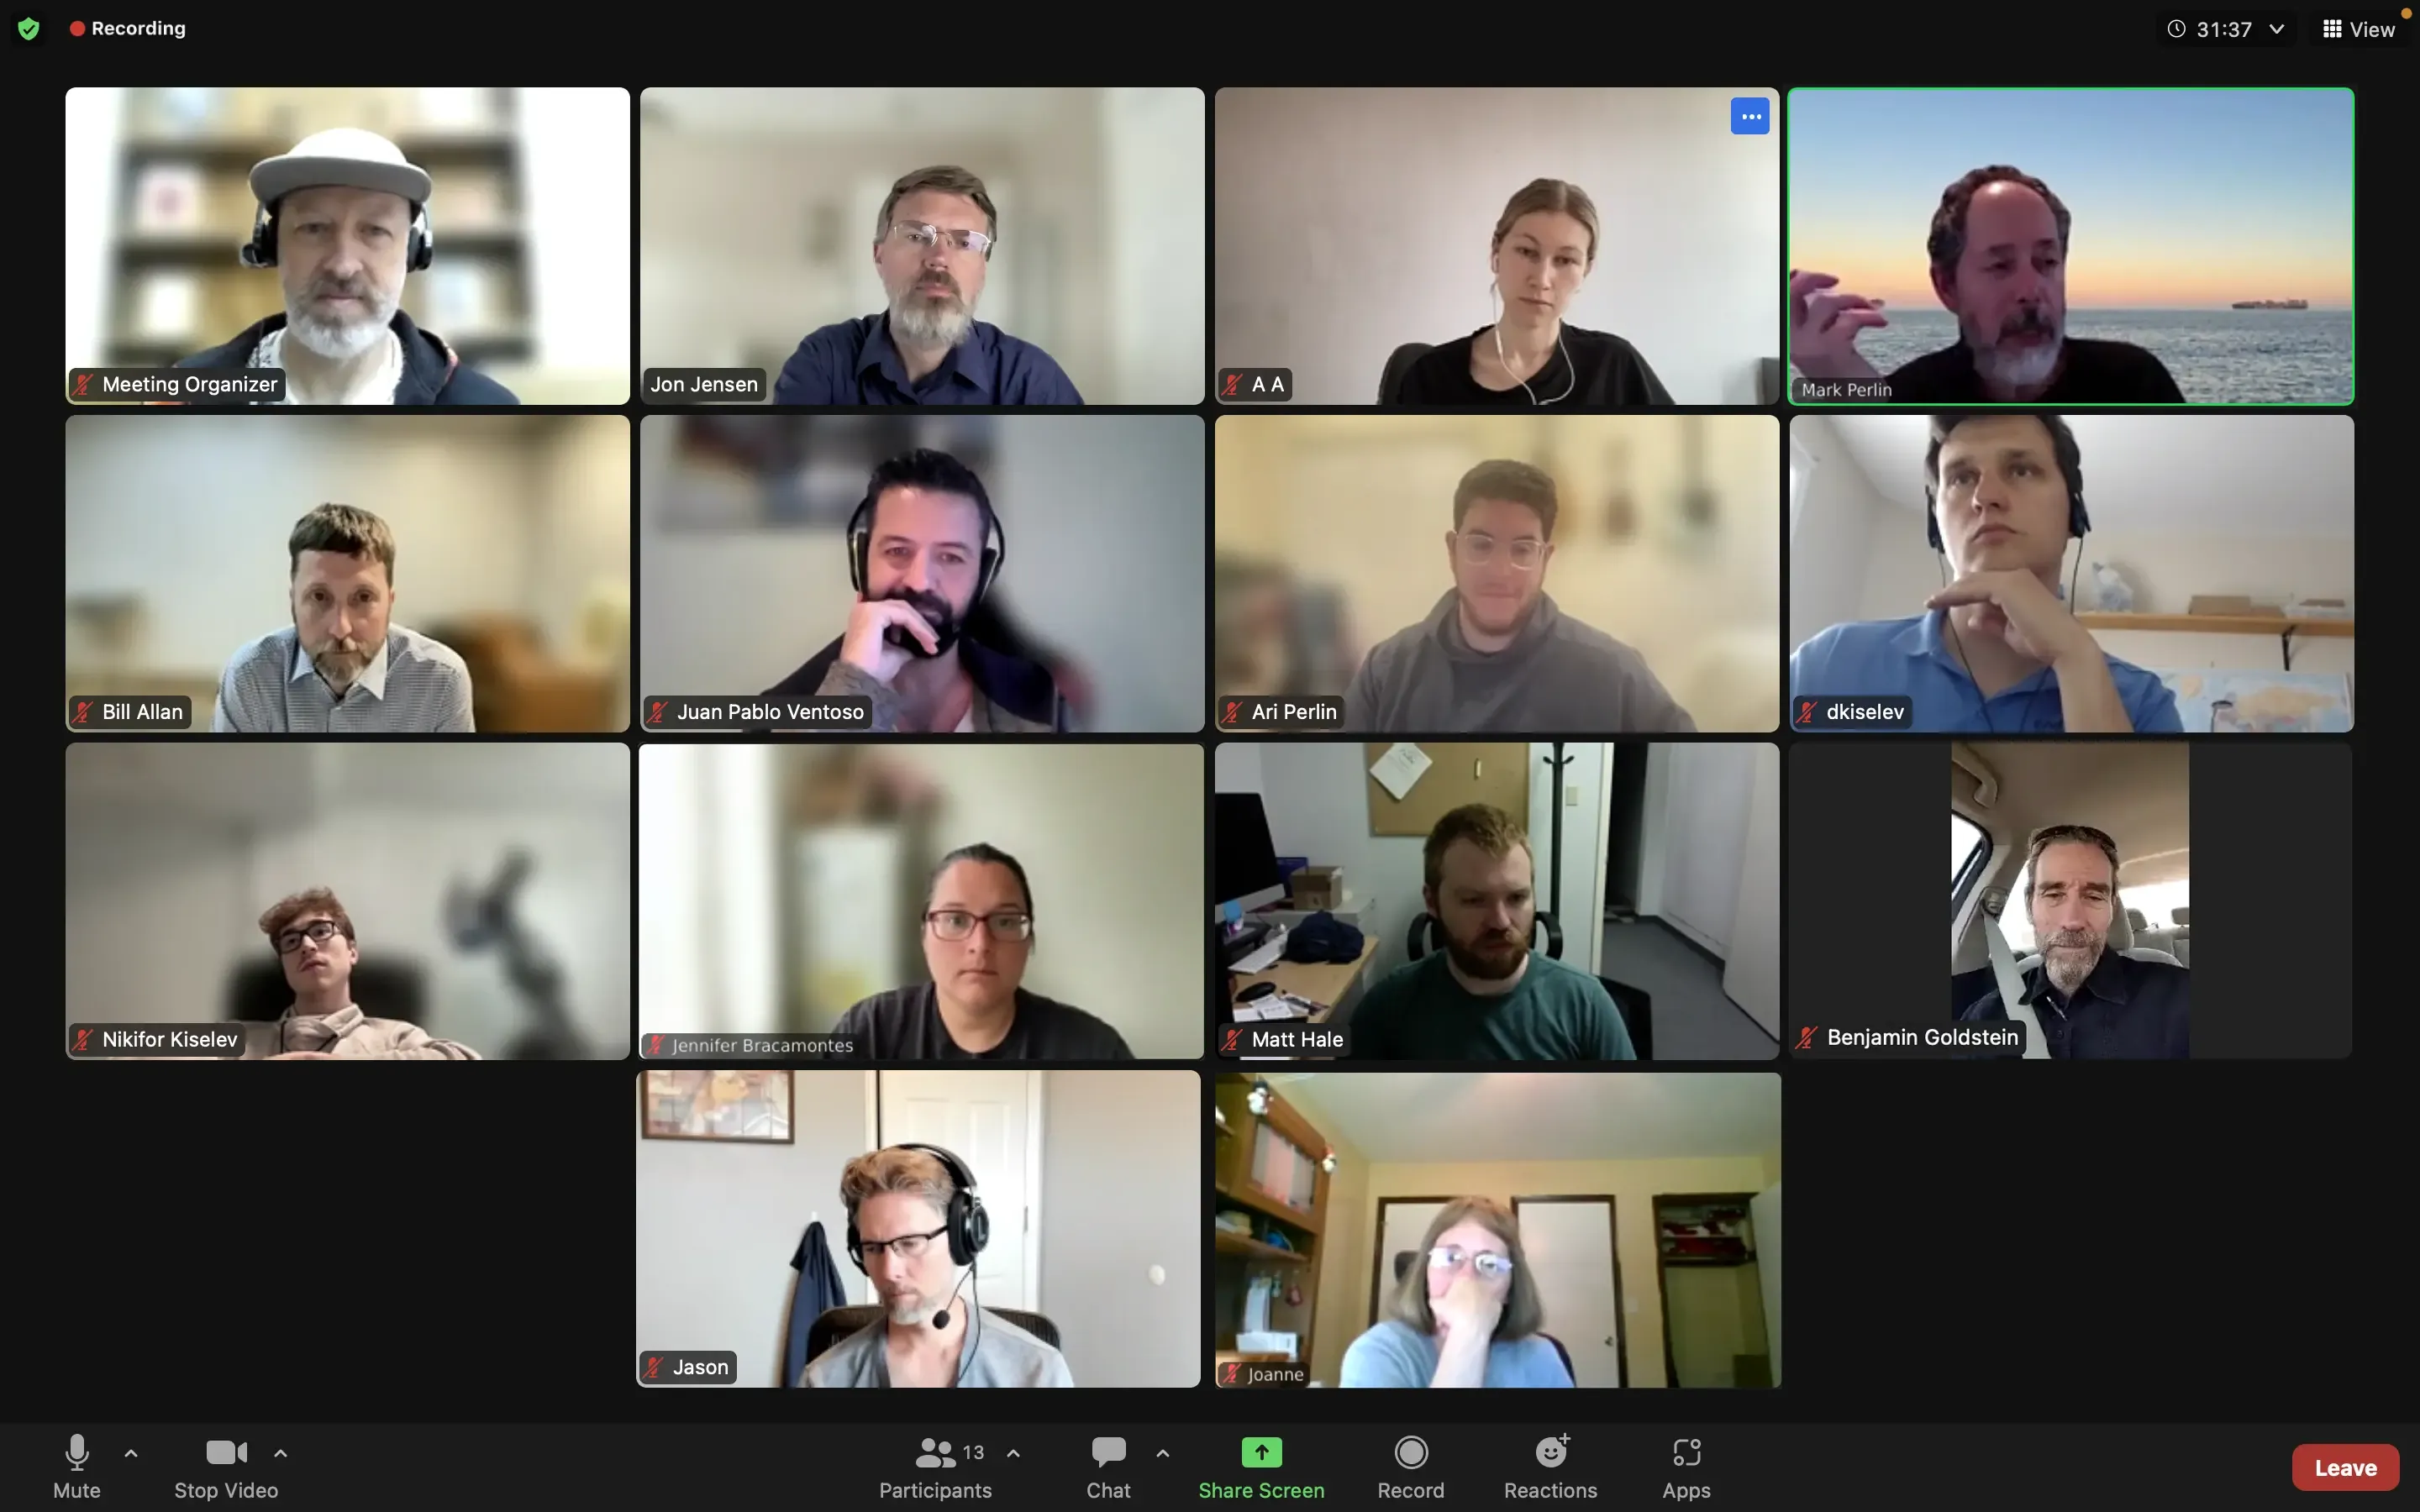 Recording
31:37
View
Meeting Organizer
Jon Jensen
A A
Mark Perlin
Bill Allan
Juan Pablo Ventoso
Ari Perlin
dkiselev
Nikifor Kiselev
Jennifer Bracamontes
Matt Hale
Benjamin Goldstein
Jason
Joanne
Mute
Stop Video
13
Participants
Chat
Share Screen
Record
Reactions
Apps
Leave